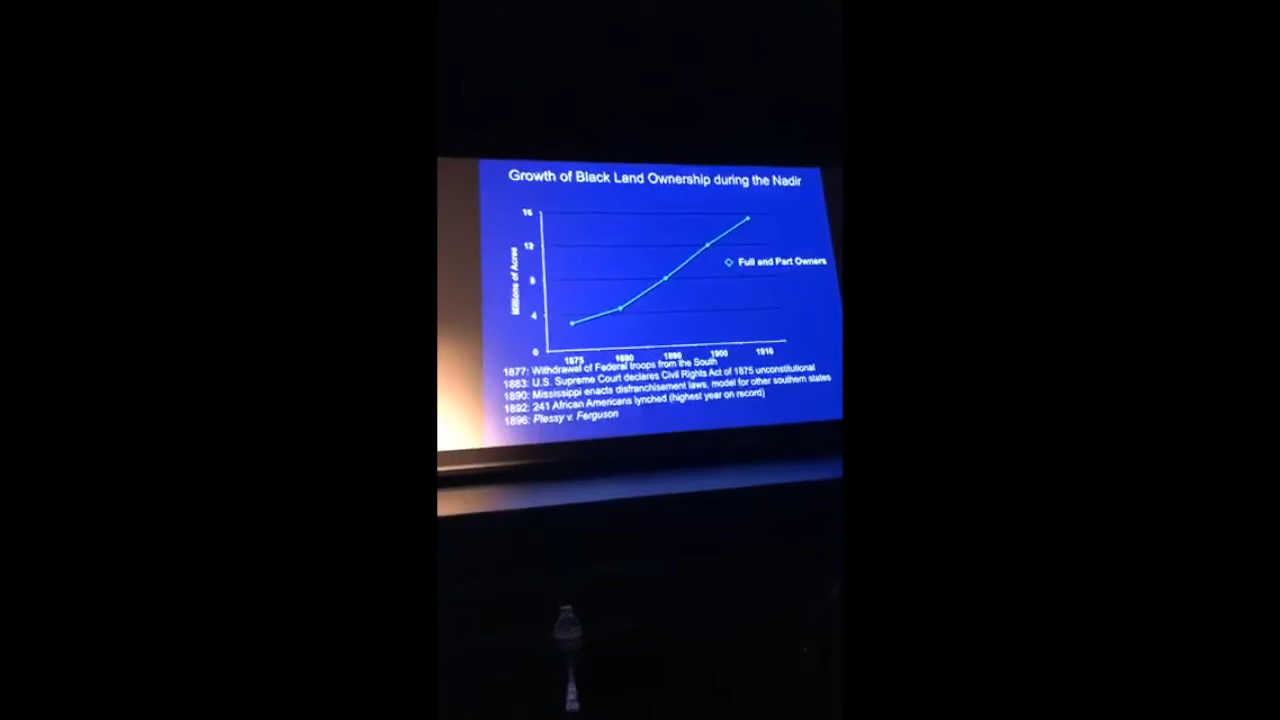 Growth of Black Land Ownership during the Nadir
16
12
8
4
0
Millions of Acres
Full and Part Owners
1875 1880 1890 1900 1910
1877: Withdrawal of Federal troops from the South
1883: U.S. Supreme Court declares Civil Rights Act of 1875 unconstitutional
1890: Mississippi enacts disfranchisement laws, model for other southern states
1892: 241 African Americans lynched (highest year on record)
1896: Plessy v. Ferguson